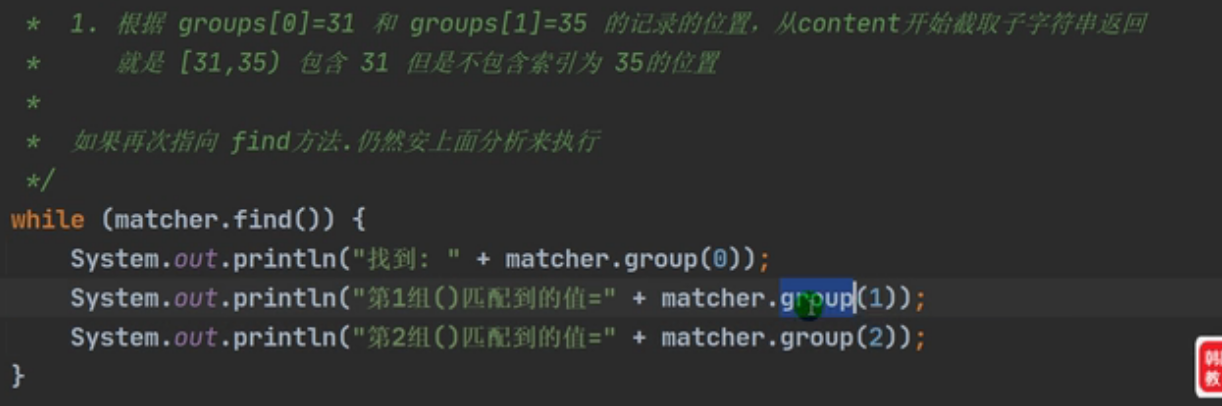 * 1. 根据 groups[0]=31 和 groups[1]=35 的记录的位置，从content开始截取子字符串返回
* 就是 [31,35) 包含 31 但是不包含索引为 35的位置
*
* 如果再次指向 find方法.仍然安上面分析来执行
*/
while (matcher.find()) {
System.out.println("找到: " + matcher.group(0));
System.out.println("第1组()匹配到的值=" + matcher.group(1));
System.out.println("第2组()匹配到的值=" + matcher.group(2));
}
教